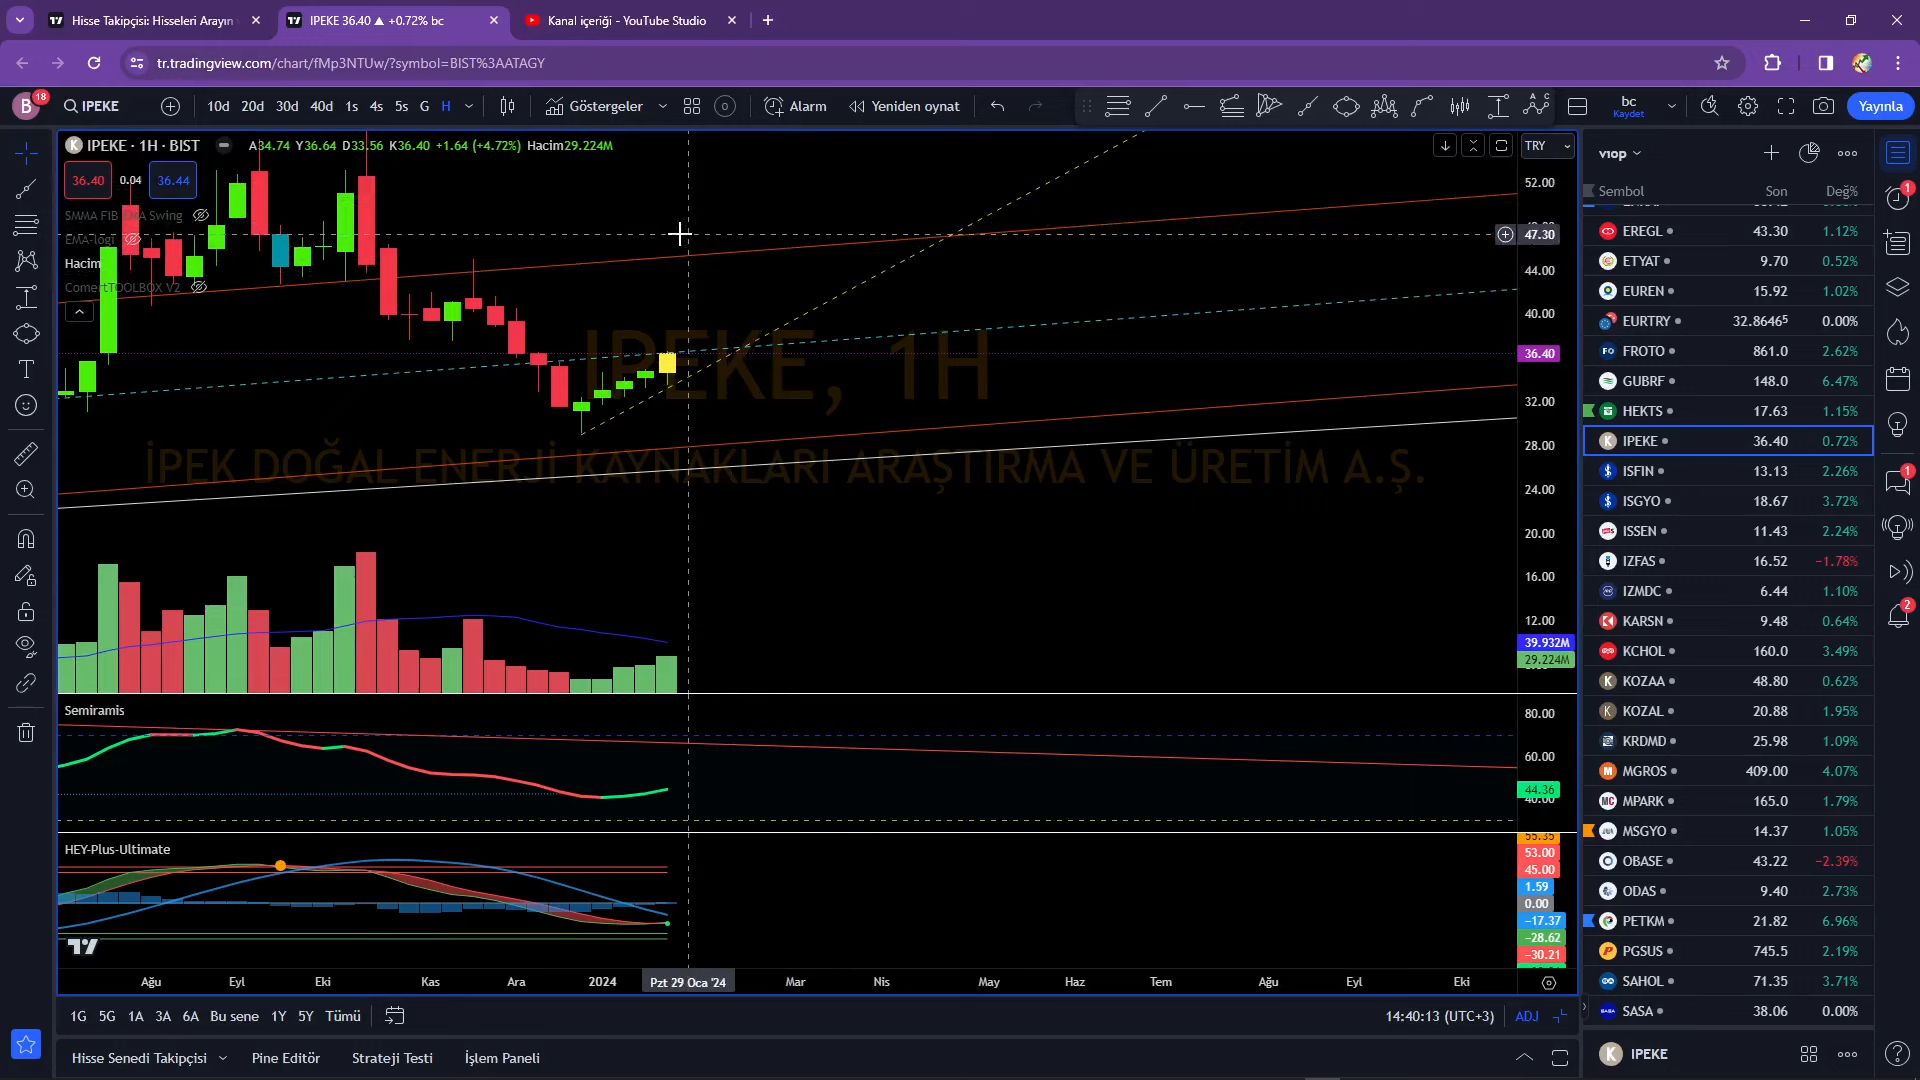 Hisse Takipçisi: Hisseleri Arayın
IPEKE 36.40 ▲ +0.72% bc
Kanal içeriği - YouTube Studio
tr.tradingview.com/chart/fMp3NTUw/?symbol=BIST%3AATAGY
B 18 IPEKE 10d 20d 30d 40d 1s 4s 5s G H Göstergeler Alarm Yeniden oynat bc Kaydet Yayınla
IPEKE · 1H · BIST A34.74 Y36.64 D33.56 K36.40 +1.64 (+4.72%) Hacim29.224M
36.40 0.04 36.44
SMMA FIB EMA Swing
EMA-logi
Hacim
ComertTOOLBOX V2
IPEKE, 1H
İPEK DOĞAL ENERJİ KAYNAKLARI ARAŞTIRMA VE ÜRETİM A.Ş.
TRY
52.00
47.30
44.00
40.00
36.40
32.00
28.00
24.00
20.00
16.00
12.00
39.932M
29.224M
Semiramis
80.00
60.00
44.36
40.00
HEY-Plus-Ultimate
55.35
53.00
45.00
1.59
0.00
−17.37
−28.62
−30.21
Ağu Eyl Eki Kas Ara 2024 Pzt 29 Oca '24 Mar Nis May Haz Tem Ağu Eyl Eki
1G 5G 1A 3A 6A Bu sene 1Y 5Y Tümü 14:40:13 (UTC+3) ADJ
Hisse Senedi Takipçisi Pine Editör Strateji Testi İşlem Paneli
vıop
Sembol Son Değ%
EREGL 43.30 1.12%
ETYAT 9.70 0.52%
EUREN 15.92 1.02%
EURTRY 32.8646⁵ 0.00%
FROTO 861.0 2.62%
GUBRF 148.0 6.47%
HEKTS 17.63 1.15%
IPEKE 36.40 0.72%
ISFIN 13.13 2.26%
ISGYO 18.67 3.72%
ISSEN 11.43 2.24%
IZFAS 16.52 −1.78%
IZMDC 6.44 1.10%
KARSN 9.48 0.64%
KCHOL 160.0 3.49%
KOZAA 48.80 0.62%
KOZAL 20.88 1.95%
KRDMD 25.98 1.09%
MGROS 409.00 4.07%
MPARK 165.0 1.79%
MSGYO 14.37 1.05%
OBASE 43.22 −2.39%
ODAS 9.40 2.73%
PETKM 21.82 6.96%
PGSUS 745.5 2.19%
SAHOL 71.35 3.71%
SASA 38.06 0.00%
IPEKE
1
1
2